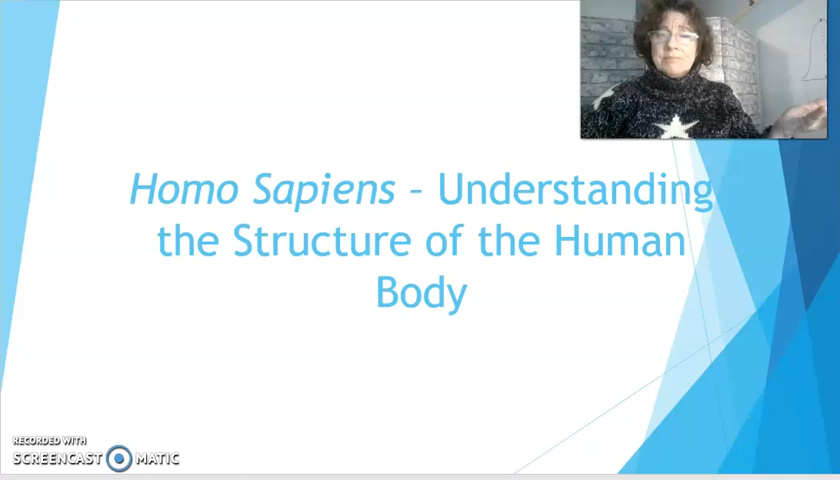 Homo Sapiens – Understanding
the Structure of the Human
Body
RECORDED WITH
SCREENCAST MATIC